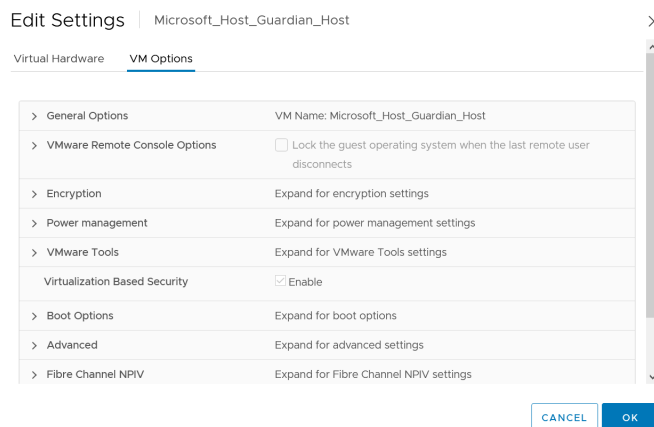 Edit Settings Microsoft_Host_Guardian_Host
Virtual Hardware VM Options
General Options VM Name: Microsoft_Host_Guardian_Host
VMware Remote Console Options Lock the guest operating system when the last remote user
disconnects
Encryption Expand for encryption settings
Power management Expand for power management settings
VMware Tools Expand for VMware Tools settings
Virtualization Based Security Enable
Boot Options Expand for boot options
Advanced Expand for advanced settings
Fibre Channel NPIV Expand for Fibre Channel NPIV settings
CANCEL OK